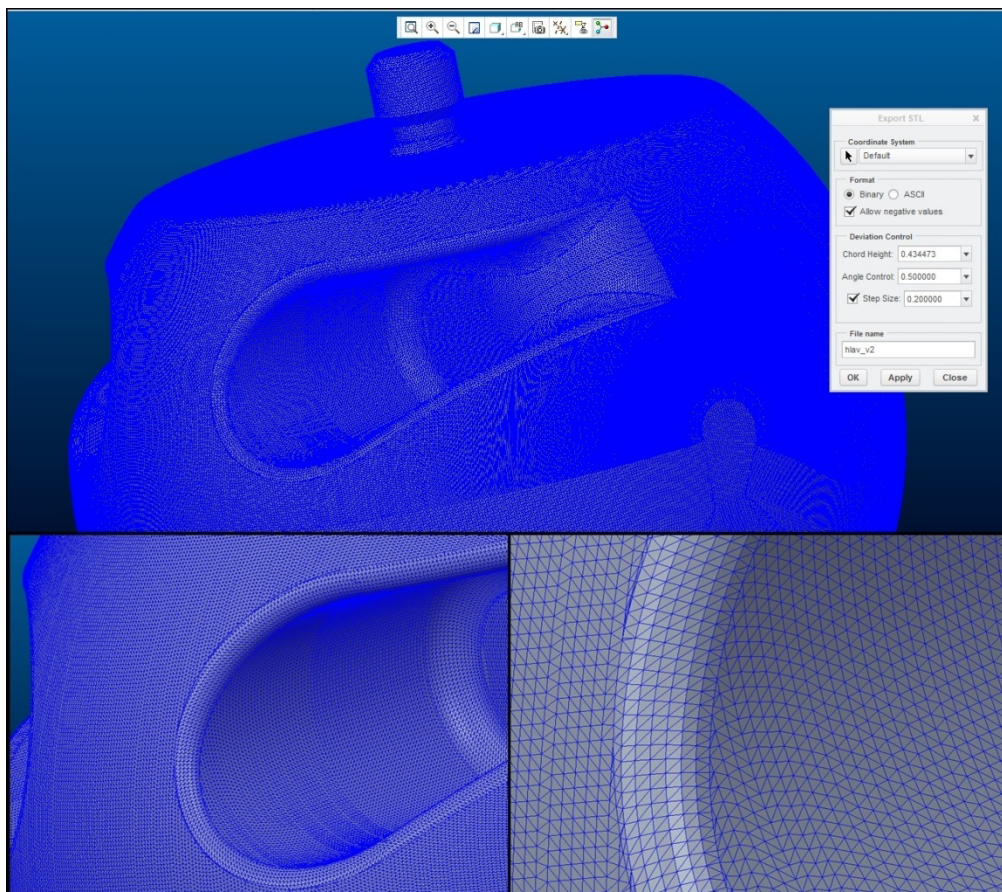 Export STL X
Coordinate System
Default
Format
Binary ASCII
Allow negative values
Deviation Control
Chord Height: 0.434473
Angle Control: 0.500000
Step Size: 0.200000
File name
hlav_v2
OK Apply Close